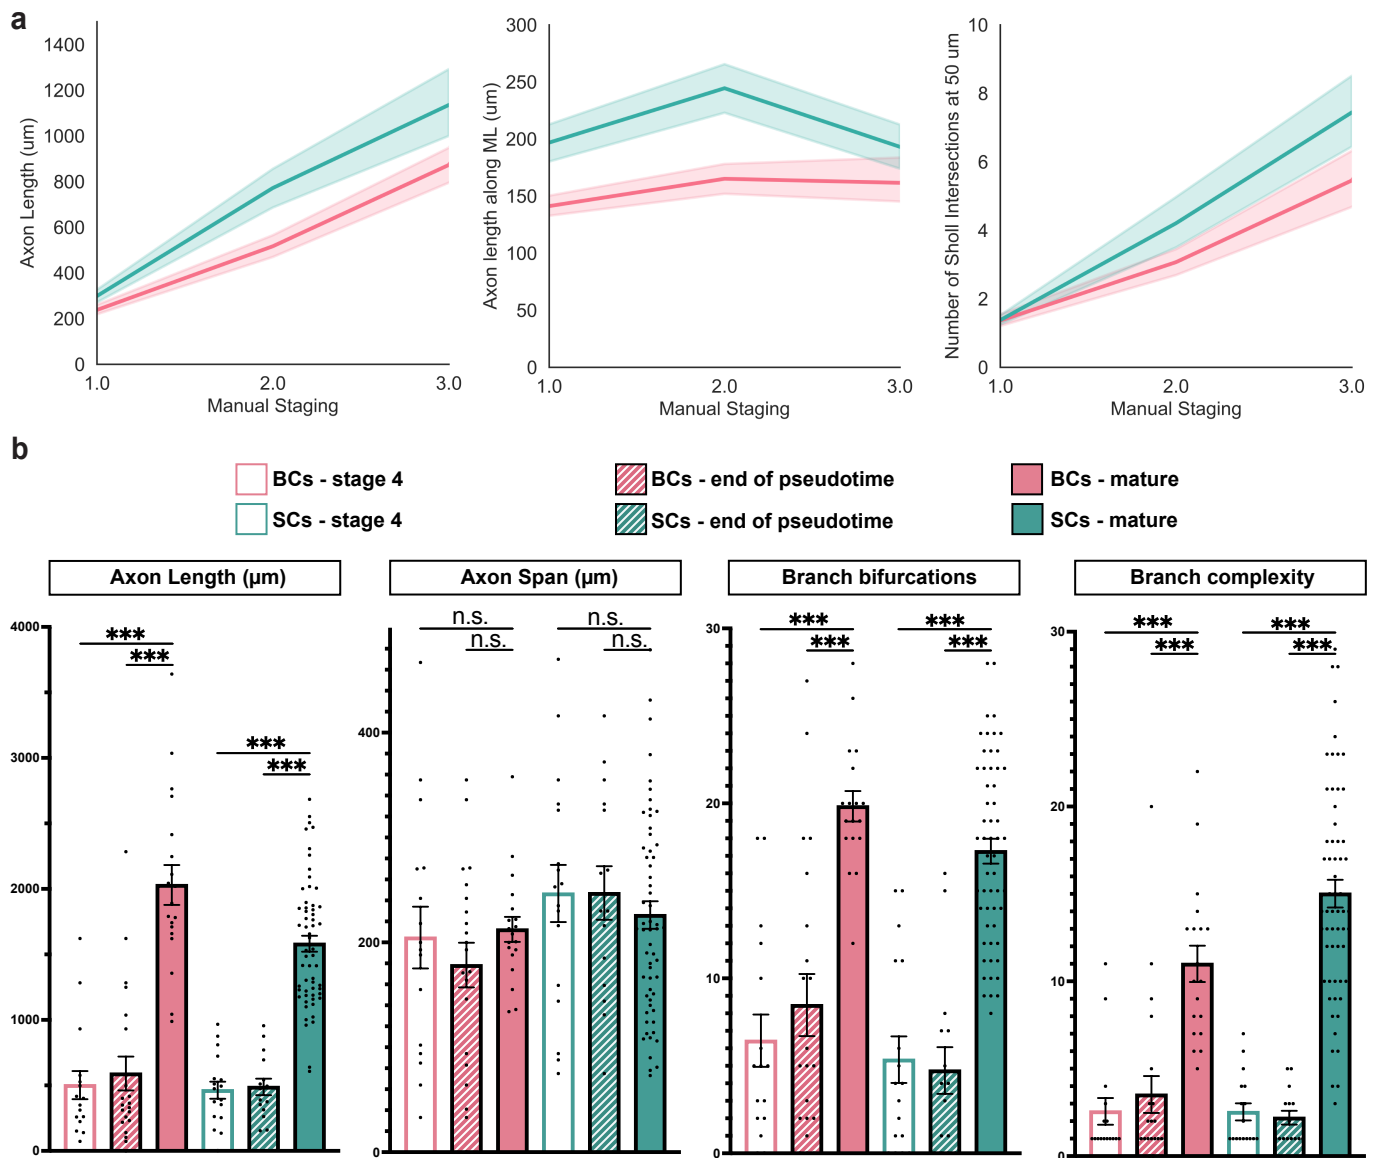 a
Axon Length (um)
1400
1200
1000
800
600
400
200
0
1.0 2.0 3.0
Manual Staging
Axon length along ML (um)
300
250
200
150
100
50
0
1.0 2.0 3.0
Manual Staging
Number of Sholl Intersections at 50 um
10
8
6
4
2
0
1.0 2.0 3.0
Manual Staging
b
BCs - stage 4
BCs - end of pseudotime
BCs - mature
SCs - stage 4
SCs - end of pseudotime
SCs - mature
Axon Length (µm)
4000
3000
2000
1000
0
***
***
***
***
Axon Span (µm)
400
200
0
n.s.
n.s.
n.s.
n.s.
Branch bifurcations
30
20
10
0
***
***
***
***
Branch complexity
30
20
10
0
***
***
***
***